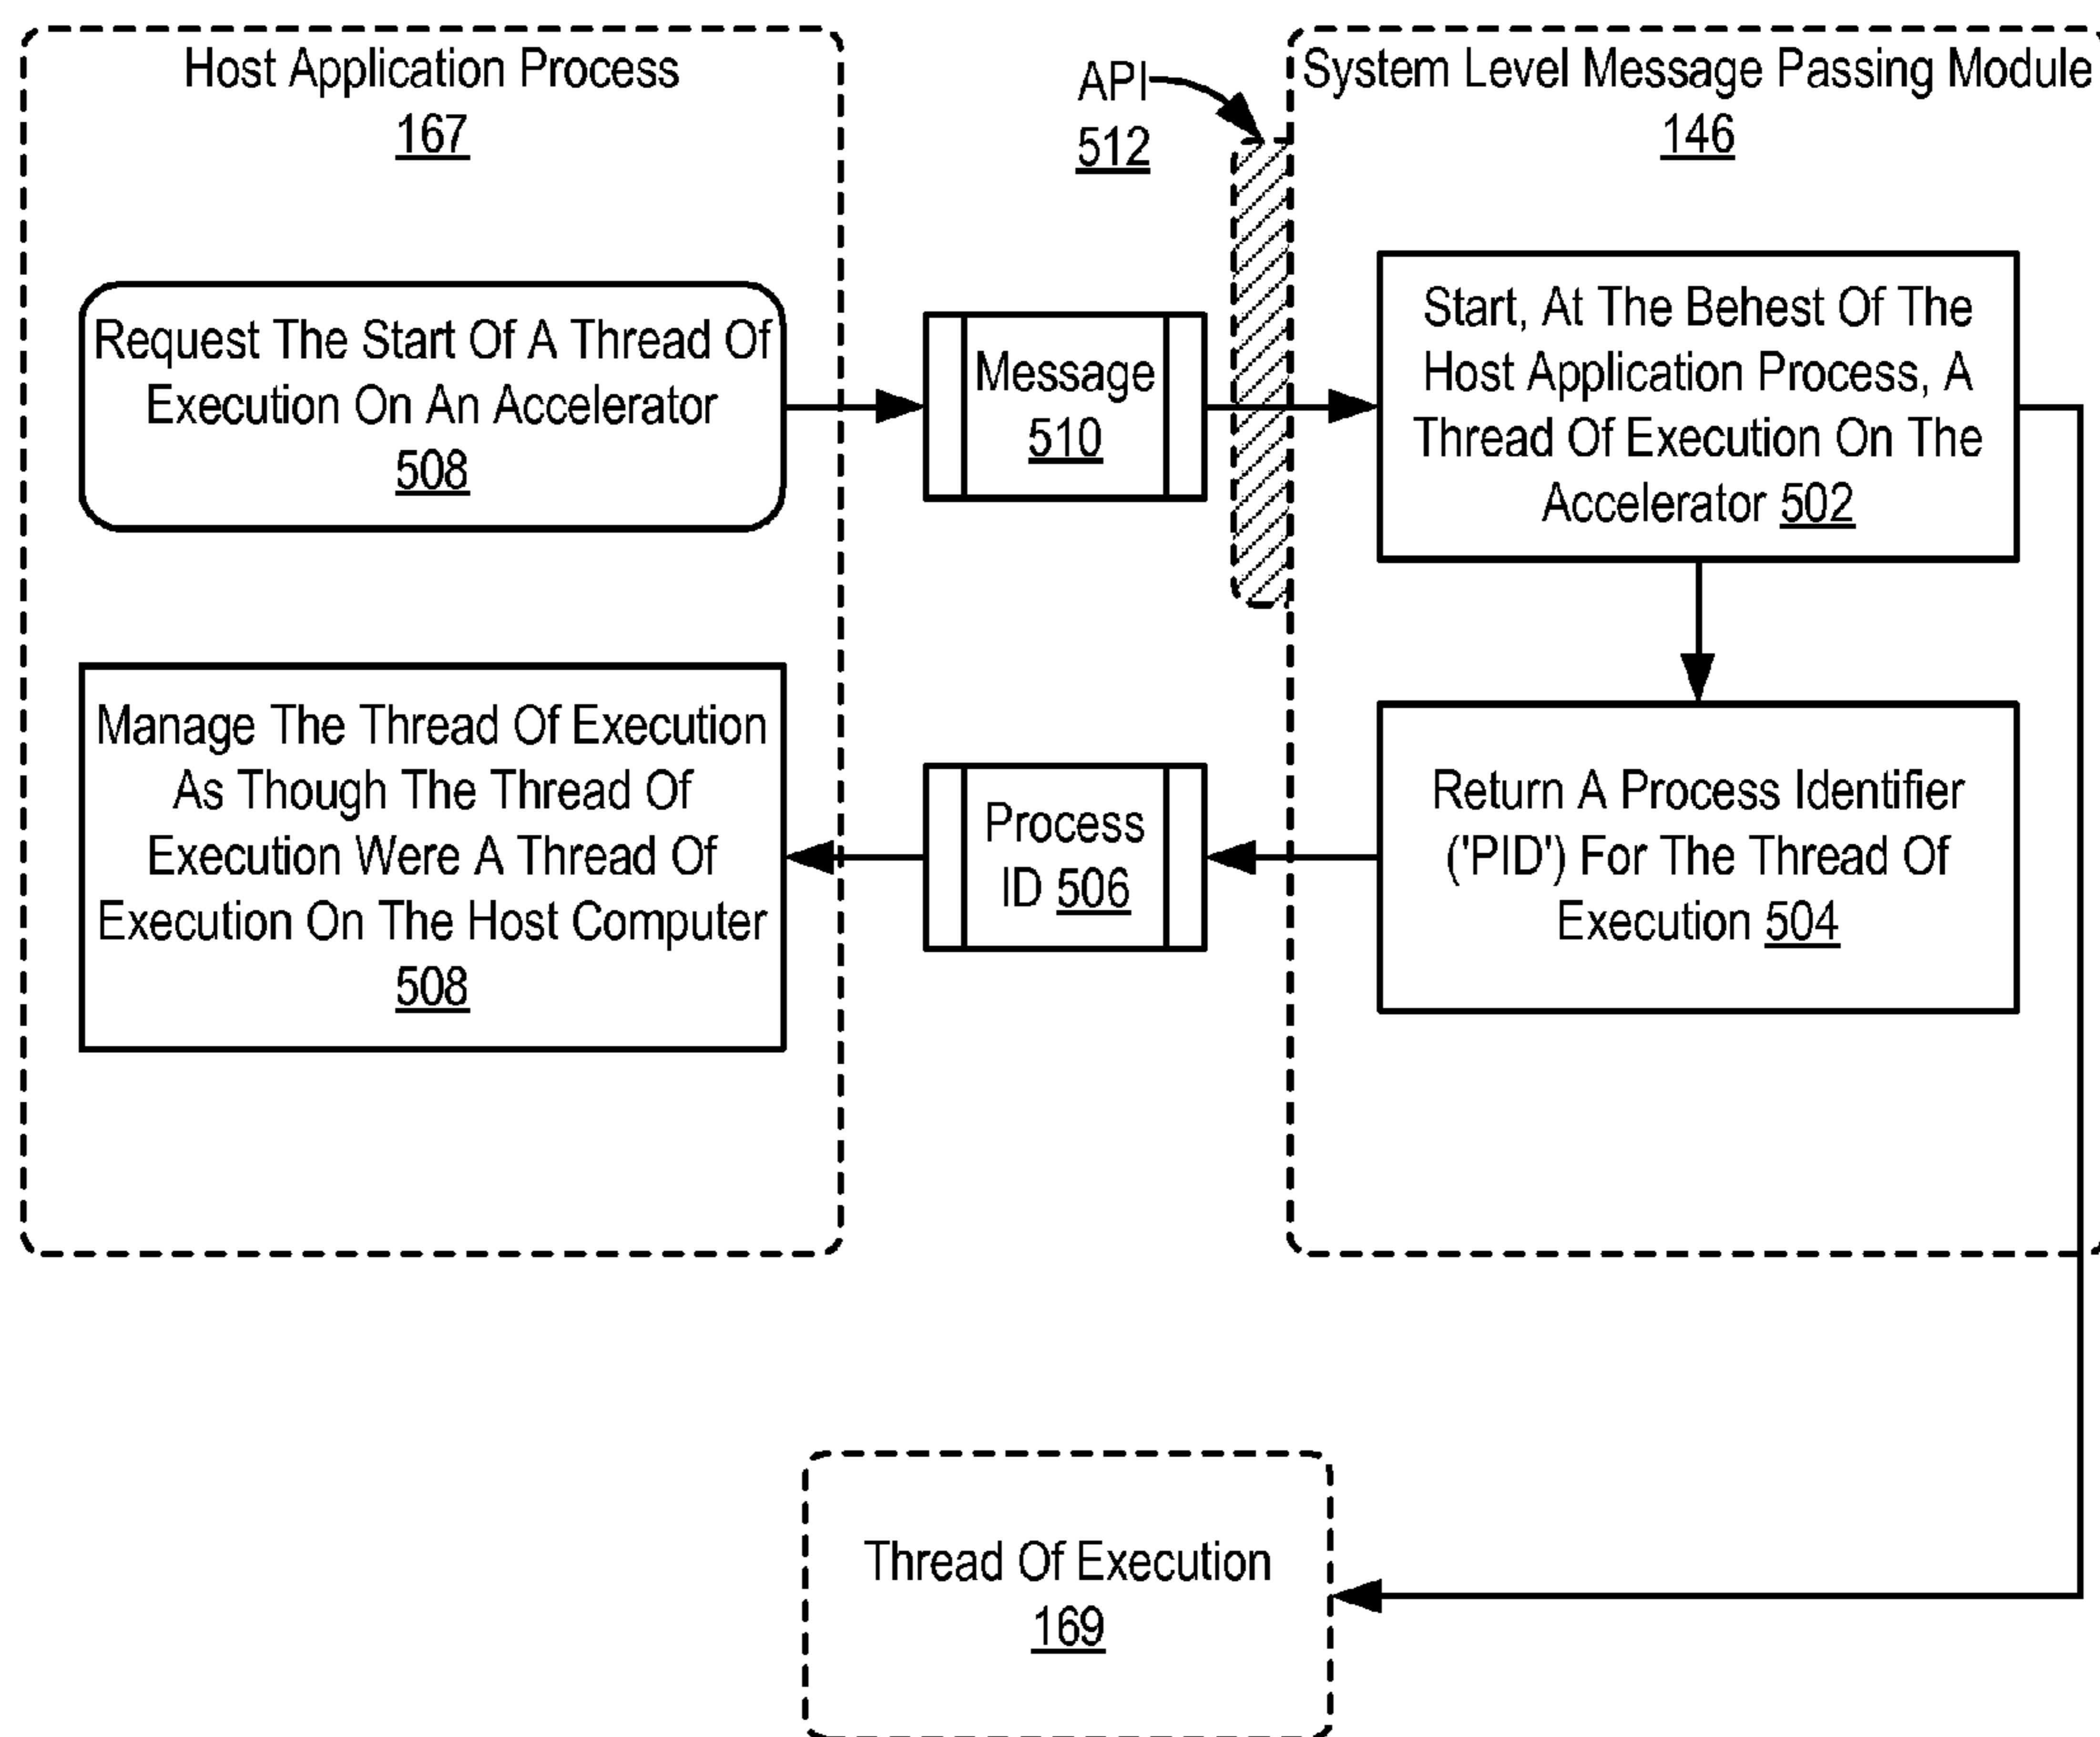 Host Application Process
167
API
512
System Level Message Passing Module
146
Request The Start Of A Thread Of
Execution On An Accelerator
508
Message
510
Start, At The Behest Of The
Host Application Process, A
Thread Of Execution On The
Accelerator 502
Manage The Thread Of Execution
As Though The Thread Of
Execution Were A Thread Of
Execution On The Host Computer
508
Process
ID 506
Return A Process Identifier
('PID') For The Thread Of
Execution 504
Thread Of Execution
169